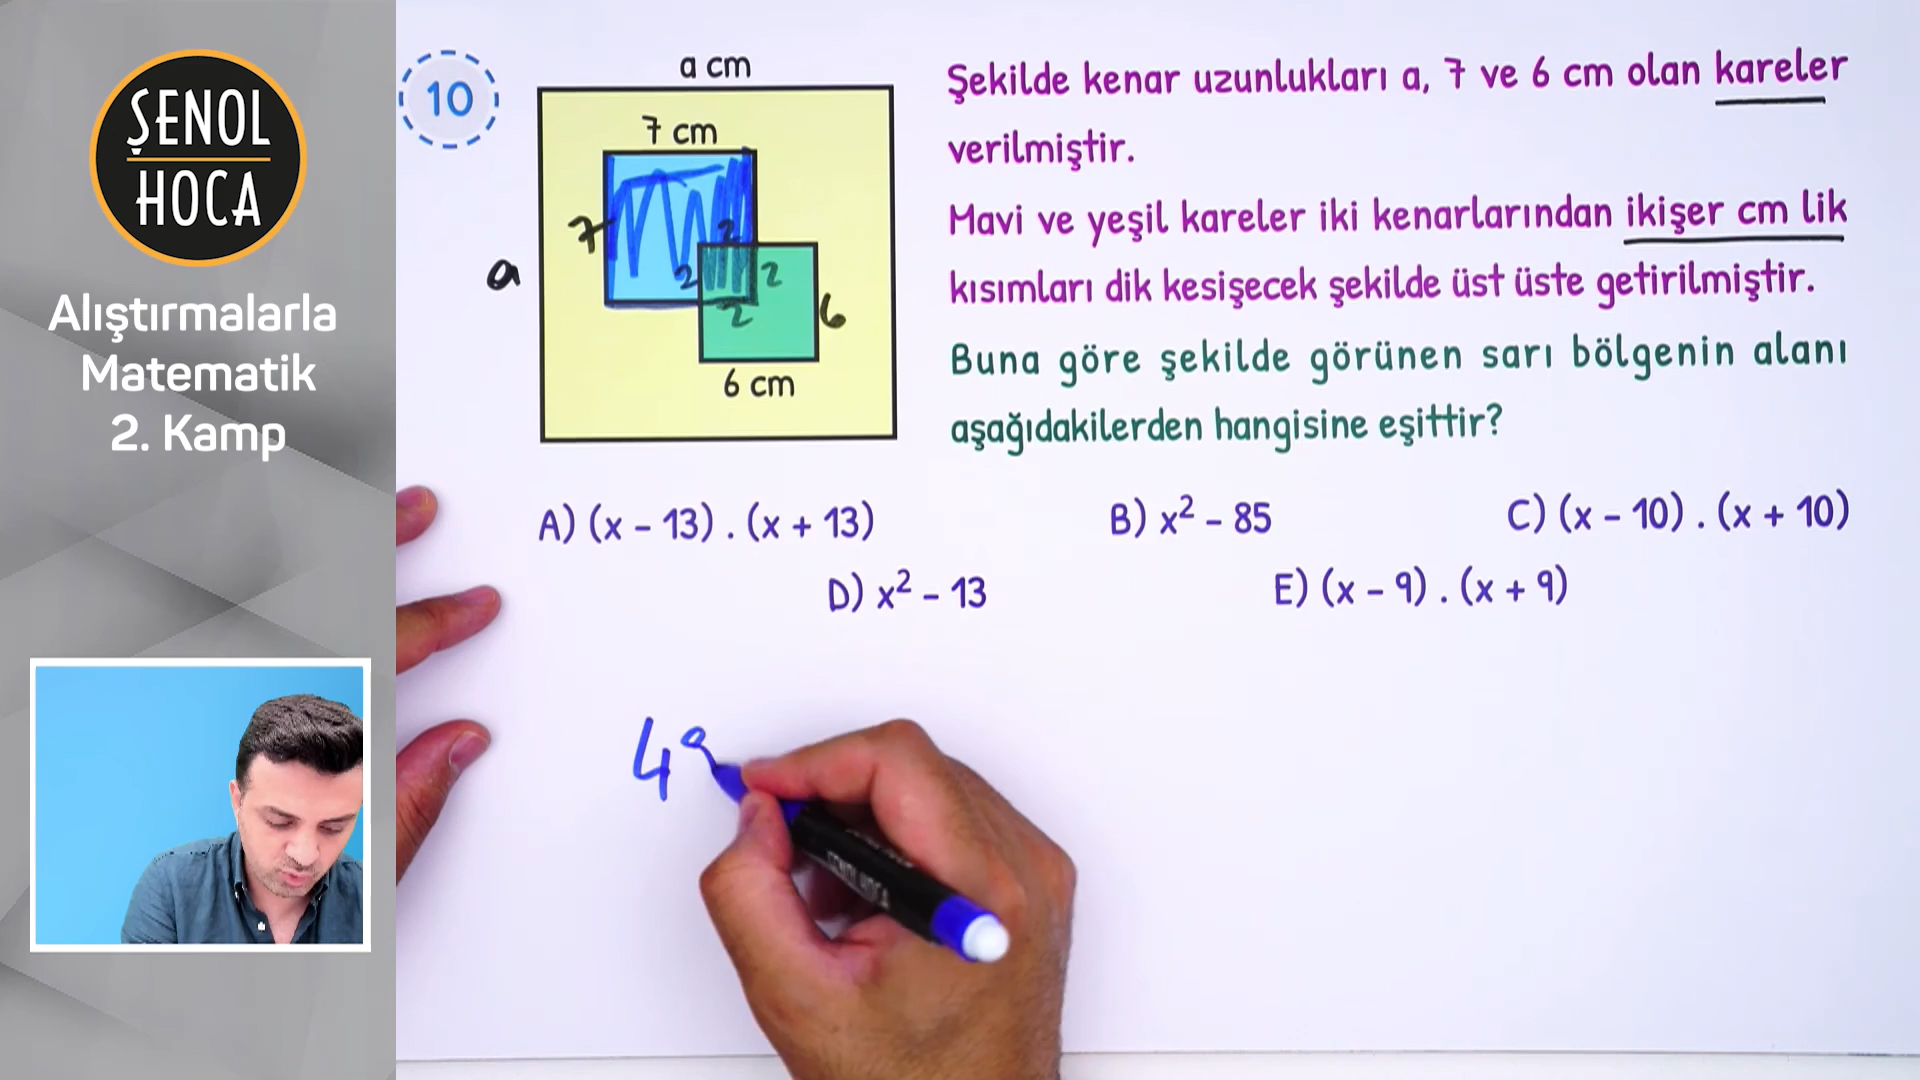 ŞENOL
HOCA
Alıştırmalarla
Matematik
2. Kamp
10
a cm
7 cm
7
a
2
2
2
2
6
6 cm
Şekilde kenar uzunlukları a, 7 ve 6 cm olan kareler
verilmiştir.
Mavi ve yeşil kareler iki kenarlarından ikişer cm lik
kısımları dik kesişecek şekilde üst üste getirilmiştir.
Buna göre şekilde görünen sarı bölgenin alanı
aşağıdakilerden hangisine eşittir?
A) (x - 13) . (x + 13)
B) x² - 85
C) (x - 10) . (x + 10)
D) x² - 13
E) (x - 9) . (x + 9)
49
ŞENOL HOCA